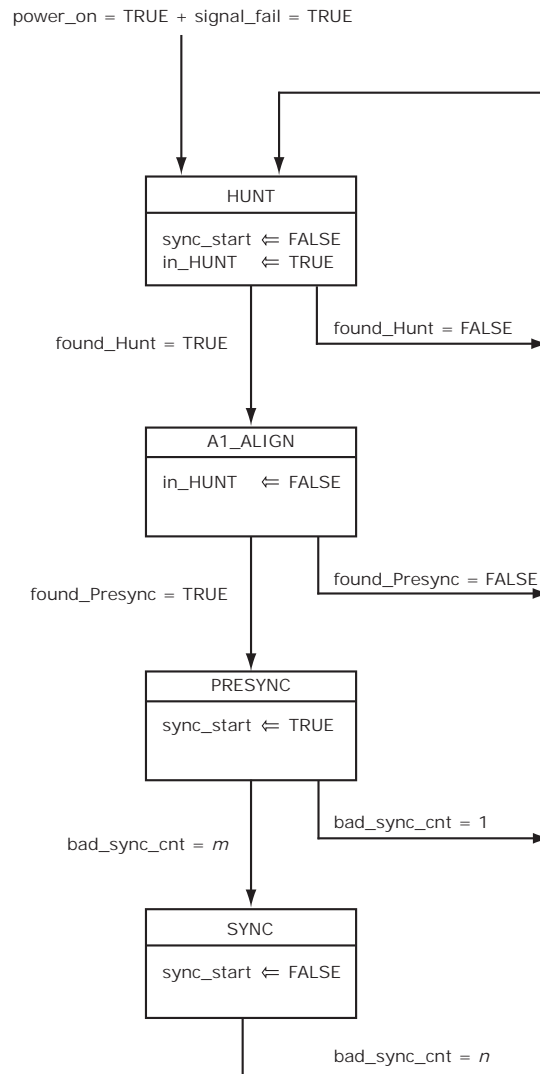 power_on = TRUE + signal_fail = TRUE
HUNT
sync_start ⇐ FALSE
in_HUNT ⇐ TRUE
found_Hunt = TRUE
found_Hunt = FALSE
A1_ALIGN
in_HUNT ⇐ FALSE
found_Presync = TRUE
found_Presync = FALSE
PRESYNC
sync_start ⇐ TRUE
bad_sync_cnt = m
bad_sync_cnt = 1
SYNC
sync_start ⇐ FALSE
bad_sync_cnt = n